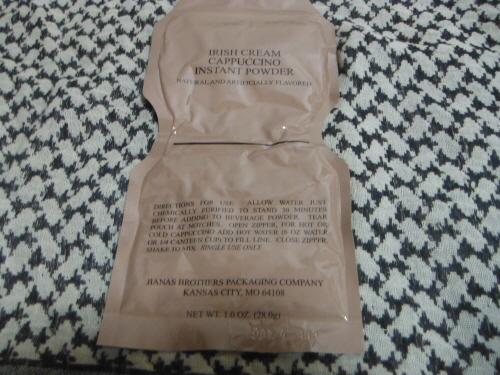 IRISH CREAM
CAPPUCCINO
INSTANT POWDER
NATURAL AND ARTIFICIALLY FLAVORED
DIRECTIONS FOR USE: ALLOW WATER JUST
CHEMICALLY PURIFIED TO STAND 30 MINUTES
BEFORE ADDING TO BEVERAGE POWDER. TEAR
POUCH AT NOTCHES. OPEN ZIPPER, FOR HOT OR
COLD CAPPUCCINO ADD HOT WATER (6 OZ WATER
OR 1/4 CANTEEN CUP) TO FILL LINE. CLOSE ZIPPER,
SHAKE TO MIX. SINGLE USE ONLY
JIANAS BROTHERS PACKAGING COMPANY
KANSAS CITY, MO 64108
NET WT. 1.0 OZ. (28.0g)